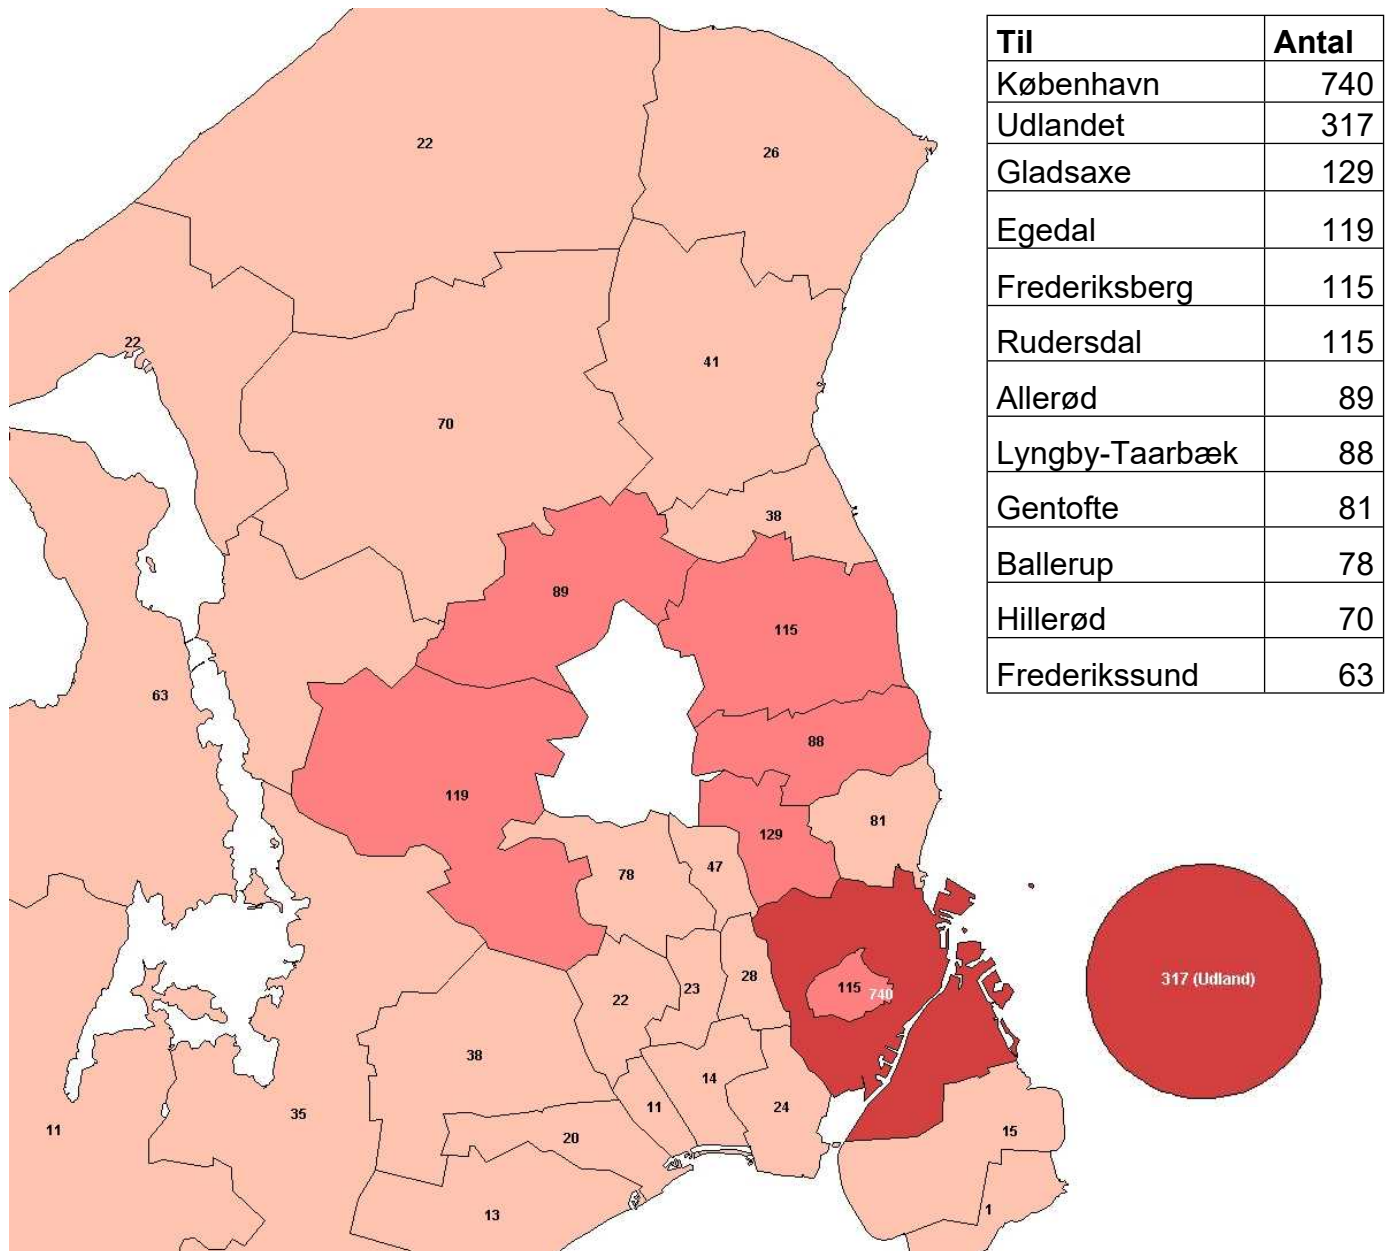 Til Antal
København 740
Udlandet 317
Gladsaxe 129
Egedal 119
Frederiksberg 115
Rudersdal 115
Allerød 89
Lyngby-Taarbæk 88
Gentofte 81
Ballerup 78
Hillerød 70
Frederikssund 63
22
26
22
41
70
38
89
115
63
88
119
129
81
78
47
28
23
22
115
740
317 (Udland)
38
14
11
24
35
11
20
15
13
1